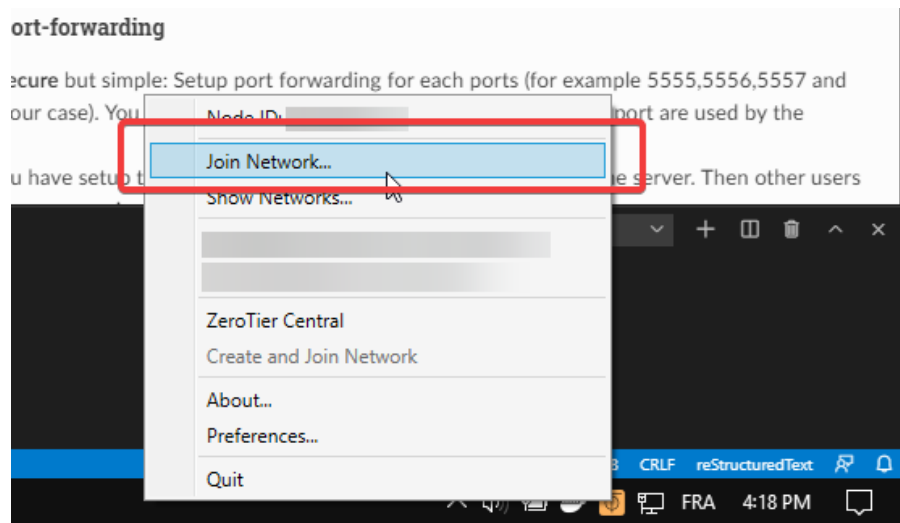 ort-forwarding
ecure but simple: Setup port forwarding for each ports (for example 5555,5556,5557 and
our case). You port are used by the
Node ID:
Join Network...
u have setup t e server. Then other users
Show Networks...
ZeroTier Central
Create and Join Network
About...
Preferences...
Quit
CRLF reStructuredText
FRA 4:18 PM